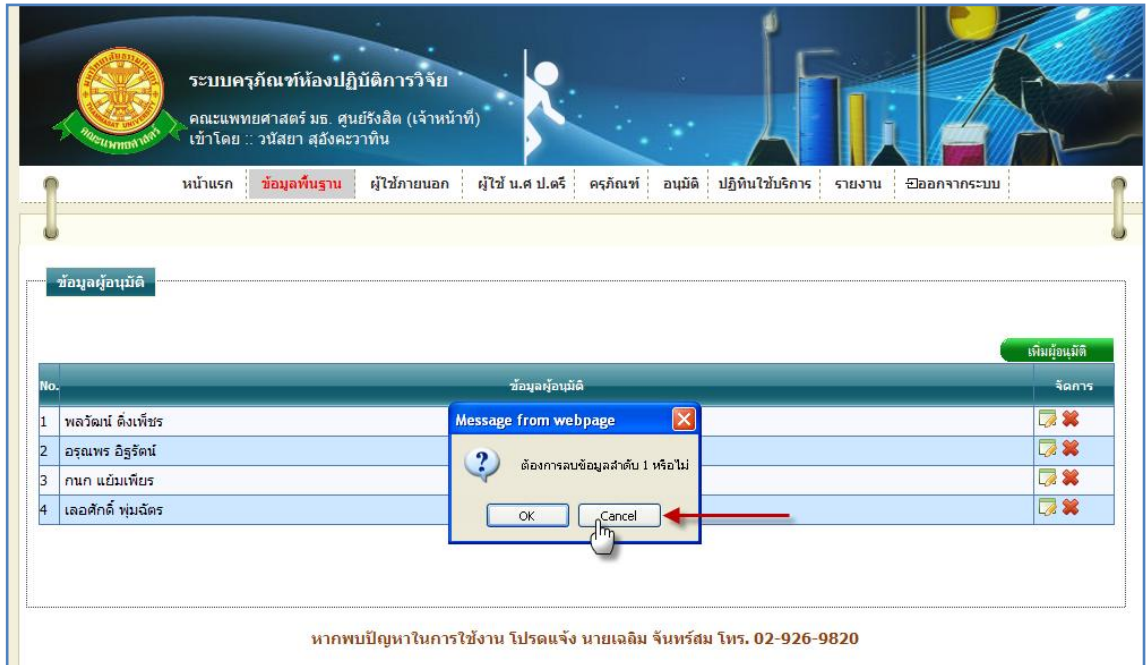 ระบบครุภัณฑ์ห้องปฏิบัติการวิจัย
คณะแพทยศาสตร์ มธ. ศูนย์รังสิต (เจ้าหน้าที่)
เข้าโดย :: วนัสยา สุอังคะวาทิน
คณะแพทยศาสตร์
หน้าแรก ข้อมูลพื้นฐาน ผู้ใช้ภายนอก ผู้ใช้ น.ศ ป.ตรี ครุภัณฑ์ อนุมัติ ปฏิทินใช้บริการ รายงาน ออกจากระบบ
ข้อมูลผู้อนุมัติ
เพิ่มผู้อนุมัติ
No. ข้อมูลผู้อนุมัติ จัดการ
1 พลวัฒน์ ติ่งเพ็ชร
2 อรุณพร อิฐรัตน์
3 กนก แย้มเพียร
4 เลอศักดิ์ พุ่มฉัตร
Message from webpage
ต้องการลบข้อมูลลำดับ 1 หรือไม่
OK Cancel
หากพบปัญหาในการใช้งาน โปรดแจ้ง นายเฉลิม จันทร์สม โทร. 02-926-9820